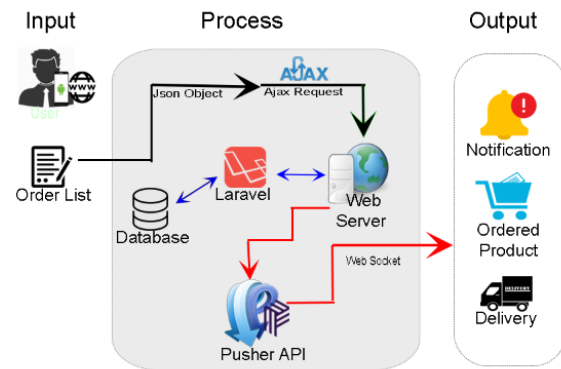 Input
Process
Output
AJAX
WWW
Json Object
Ajax Request
User
Notification
Order List
Laravel
Web
Server
Database
Ordered
Product
Web Socket
DELIVERY
Delivery
Pusher API